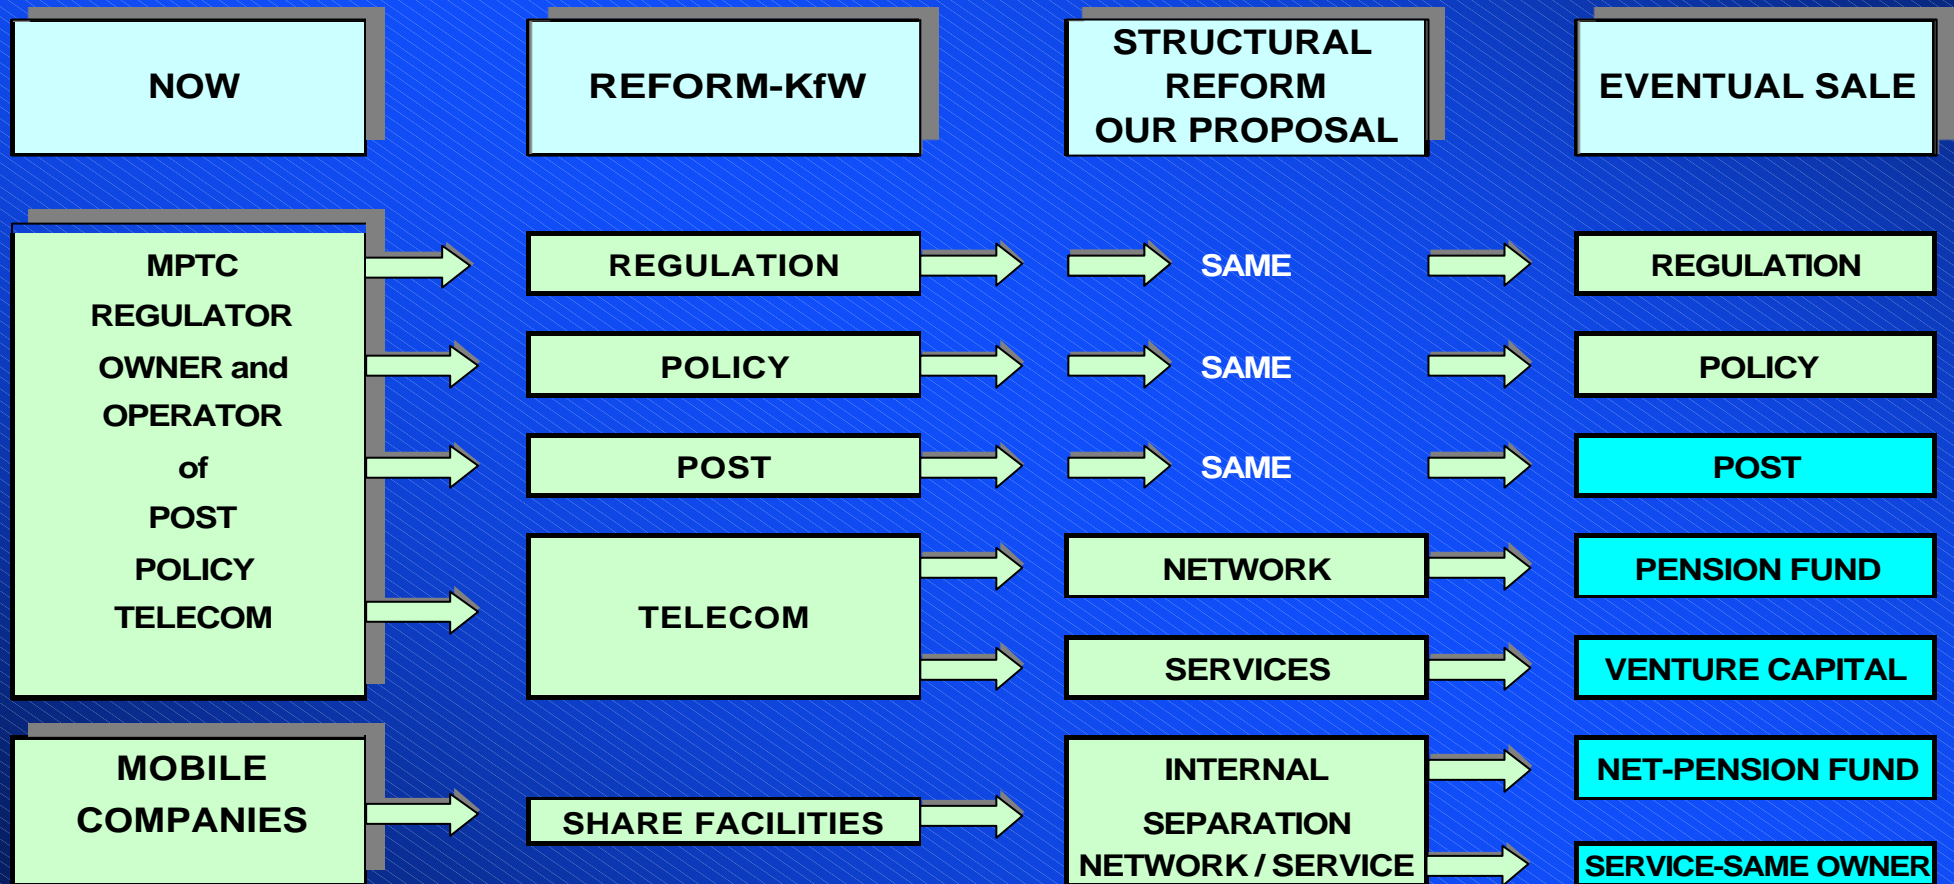 NOW
REFORM-KfW
STRUCTURAL
REFORM
OUR PROPOSAL
EVENTUAL SALE
MPTC
REGULATOR
OWNER and
OPERATOR
of
POST
POLICY
TELECOM
REGULATION
SAME
REGULATION
POLICY
SAME
POLICY
POST
SAME
POST
TELECOM
NETWORK
PENSION FUND
SERVICES
VENTURE CAPITAL
MOBILE
COMPANIES
SHARE FACILITIES
INTERNAL
SEPARATION
NETWORK / SERVICE
NET-PENSION FUND
SERVICE-SAME OWNER